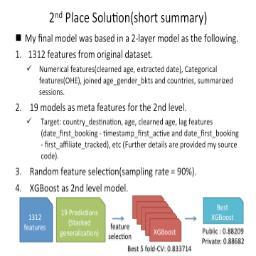 2nd Place Solution(short summary)
My final model was based in a 2-layer model as the following.
1. 1312 features from original dataset.
✓ Numerical features(cleaned age, extracted date), Categorical
features(OHE), joined age_gender_bkts and countries, summarized
sessions.
2. 19 models as meta features for the 2nd level.
✓ Target: country_destination, age, cleaned age, lag features
(date_first_booking - timestamp_first_active and date_first_booking
- first_affiliate_tracked), etc (Further details are provided my source
code).
3. Random feature selection(sampling rate = 90%).
4. XGBoost as 2nd level model.
1312
features
19 Predictions
(Stacked
generalization)
feature
selection
XGBoost
Best 5 fold-CV: 0.833714
Best
XGBoost
Public : 0.88209
Private: 0.88682